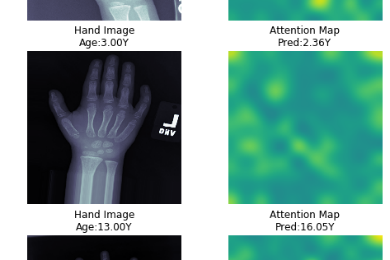 Hand Image
Age:3.00Y
Attention Map
Pred:2.36Y
L
ARG
Hand Image
Age:13.00Y
Attention Map
Pred:16.05Y